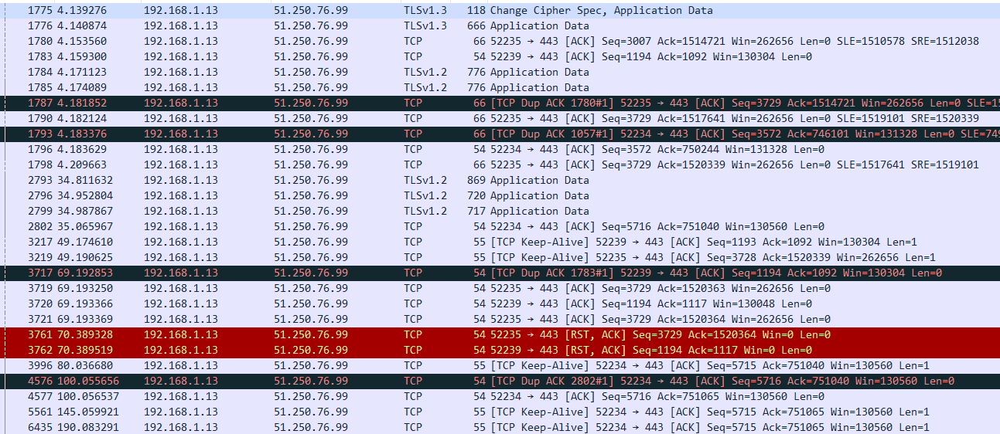 1775 4.139276 192.168.1.13 51.250.76.99 TLSv1.3 118 Change Cipher Spec, Application Data
1776 4.140874 192.168.1.13 51.250.76.99 TLSv1.3 666 Application Data
1780 4.153560 192.168.1.13 51.250.76.99 TCP 66 52235 → 443 [ACK] Seq=3007 Ack=1514721 Win=262656 Len=0 SLE=1510578 SRE=1512038
1783 4.159300 192.168.1.13 51.250.76.99 TCP 54 52239 → 443 [ACK] Seq=1194 Ack=1092 Win=130304 Len=0
1784 4.171123 192.168.1.13 51.250.76.99 TLSv1.2 776 Application Data
1785 4.174089 192.168.1.13 51.250.76.99 TLSv1.2 776 Application Data
1787 4.181852 192.168.1.13 51.250.76.99 TCP 66 [TCP Dup ACK 1780#1] 52235 → 443 [ACK] Seq=3729 Ack=1514721 Win=262656 Len=0 SLE=15
1790 4.182124 192.168.1.13 51.250.76.99 TCP 66 52235 → 443 [ACK] Seq=3729 Ack=1517641 Win=262656 Len=0 SLE=1519101 SRE=1520339
1793 4.183376 192.168.1.13 51.250.76.99 TCP 66 [TCP Dup ACK 1057#1] 52234 → 443 [ACK] Seq=3572 Ack=746101 Win=131328 Len=0 SLE=749
1796 4.183629 192.168.1.13 51.250.76.99 TCP 54 52234 → 443 [ACK] Seq=3572 Ack=750244 Win=131328 Len=0
1798 4.209663 192.168.1.13 51.250.76.99 TCP 66 52235 → 443 [ACK] Seq=3729 Ack=1520339 Win=262656 Len=0 SLE=1517641 SRE=1519101
2793 34.811632 192.168.1.13 51.250.76.99 TLSv1.2 869 Application Data
2796 34.952804 192.168.1.13 51.250.76.99 TLSv1.2 720 Application Data
2799 34.987867 192.168.1.13 51.250.76.99 TLSv1.2 717 Application Data
2802 35.065967 192.168.1.13 51.250.76.99 TCP 54 52234 → 443 [ACK] Seq=5716 Ack=751040 Win=130560 Len=0
3217 49.174610 192.168.1.13 51.250.76.99 TCP 55 [TCP Keep-Alive] 52239 → 443 [ACK] Seq=1193 Ack=1092 Win=130304 Len=1
3219 49.190625 192.168.1.13 51.250.76.99 TCP 55 [TCP Keep-Alive] 52235 → 443 [ACK] Seq=3728 Ack=1520339 Win=262656 Len=1
3717 69.192853 192.168.1.13 51.250.76.99 TCP 54 [TCP Dup ACK 1783#1] 52239 → 443 [ACK] Seq=1194 Ack=1092 Win=130304 Len=0
3719 69.193250 192.168.1.13 51.250.76.99 TCP 54 52235 → 443 [ACK] Seq=3729 Ack=1520363 Win=262656 Len=0
3720 69.193366 192.168.1.13 51.250.76.99 TCP 54 52239 → 443 [ACK] Seq=1194 Ack=1117 Win=130048 Len=0
3721 69.193369 192.168.1.13 51.250.76.99 TCP 54 52235 → 443 [ACK] Seq=3729 Ack=1520364 Win=262656 Len=0
3761 70.389328 192.168.1.13 51.250.76.99 TCP 54 52235 → 443 [RST, ACK] Seq=3729 Ack=1520364 Win=0 Len=0
3762 70.389519 192.168.1.13 51.250.76.99 TCP 54 52239 → 443 [RST, ACK] Seq=1194 Ack=1117 Win=0 Len=0
3996 80.036680 192.168.1.13 51.250.76.99 TCP 55 [TCP Keep-Alive] 52234 → 443 [ACK] Seq=5715 Ack=751040 Win=130560 Len=1
4576 100.055656 192.168.1.13 51.250.76.99 TCP 54 [TCP Dup ACK 2802#1] 52234 → 443 [ACK] Seq=5716 Ack=751040 Win=130560 Len=0
4577 100.056537 192.168.1.13 51.250.76.99 TCP 54 52234 → 443 [ACK] Seq=5716 Ack=751065 Win=130560 Len=0
5561 145.059921 192.168.1.13 51.250.76.99 TCP 55 [TCP Keep-Alive] 52234 → 443 [ACK] Seq=5715 Ack=751065 Win=130560 Len=1
6435 190.083291 192.168.1.13 51.250.76.99 TCP 55 [TCP Keep-Alive] 52234 → 443 [ACK] Seq=5715 Ack=751065 Win=130560 Len=1